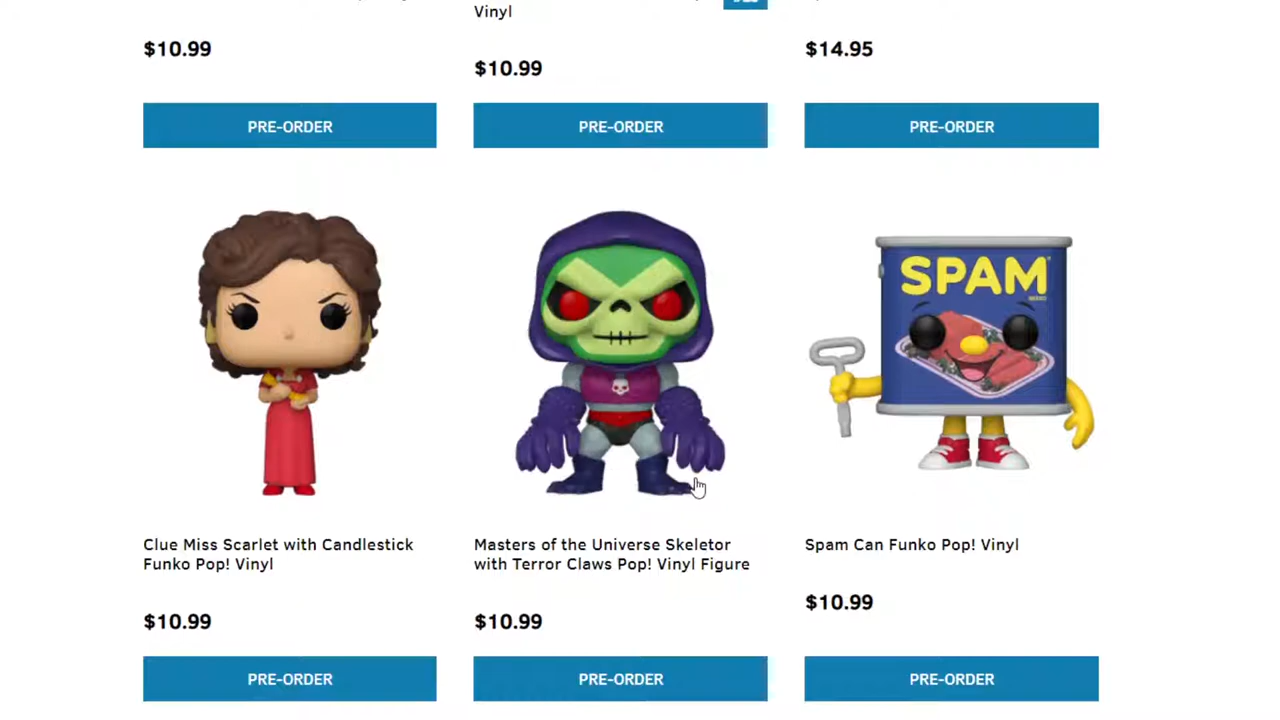 Vinyl
$10.99
$10.99
$14.95
PRE-ORDER
PRE-ORDER
PRE-ORDER
SPAM
Clue Miss Scarlet with Candlestick
Funko Pop! Vinyl
$10.99
PRE-ORDER
Masters of the Universe Skeletor
with Terror Claws Pop! Vinyl Figure
$10.99
PRE-ORDER
Spam Can Funko Pop! Vinyl
$10.99
PRE-ORDER